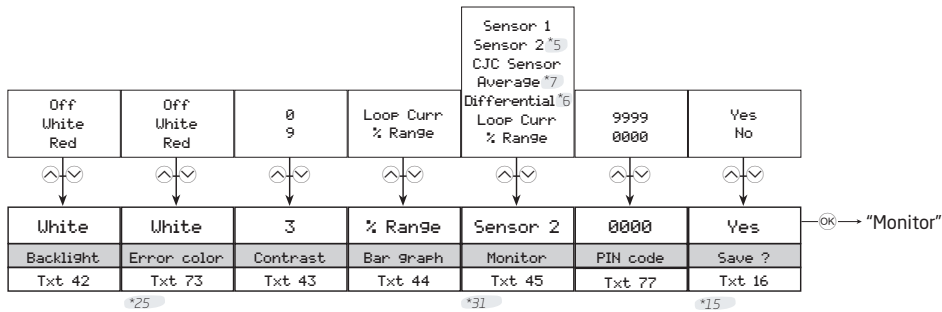 Sensor 1
Sensor 2 *5
CJC Sensor
Average *7
Differential *6
Loop Curr
% Range
Off
White
Red
Off
White
Red
0
9
Loop Curr
% Range
9999
0000
Yes
No
White White 3 % Range Sensor 2 0000 Yes OK "Monitor"
Backlight Error color Contrast Bar graph Monitor PIN code Save ?
Txt 42 Txt 73 Txt 43 Txt 44 Txt 45 Txt 77 Txt 16
*25 *31 *15